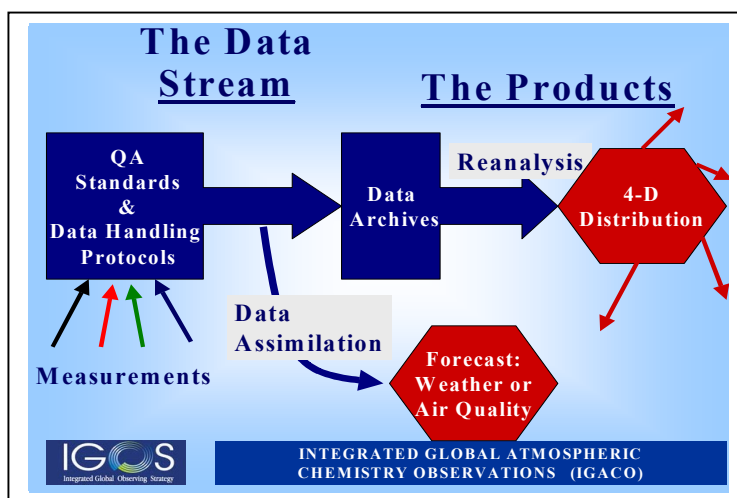 The Data
Stream
The Products
QA
Standards
&
Data Handling
Protocols
Data
Archives
Reanalysis
4-D
Distribution
Data
Assimilation
Measurements
Forecast:
Weather or
Air Quality
IGOS
Integrated Global Observing Strategy
INTEGRATED GLOBAL ATMOSPHERIC
CHEMISTRY OBSERVATIONS (IGACO)